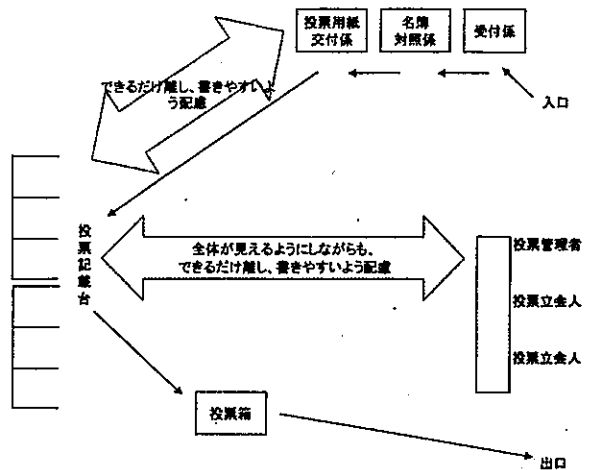 投票用紙
交付係
名簿
対照係
受付係
入口
できるだけ離し、書きやすいよ
う配慮
投票記載台
全体が見えるようにしながらも、
できるだけ離し、書きやすいよう配慮
投票管理者
投票立会人
投票立会人
投票箱
出口